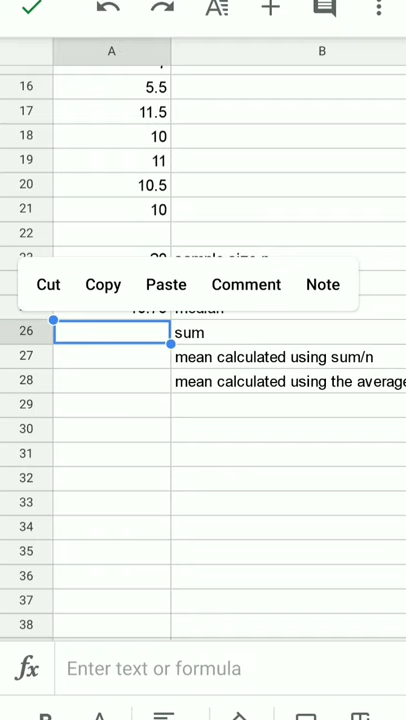 A B
16 5.5
17 11.5
18 10
19 11
20 10.5
21 10
22
Cut Copy Paste Comment Note
26 sum
27 mean calculated using sum/n
28 mean calculated using the average
29
30
31
32
33
34
35
36
37
38
fx Enter text or formula